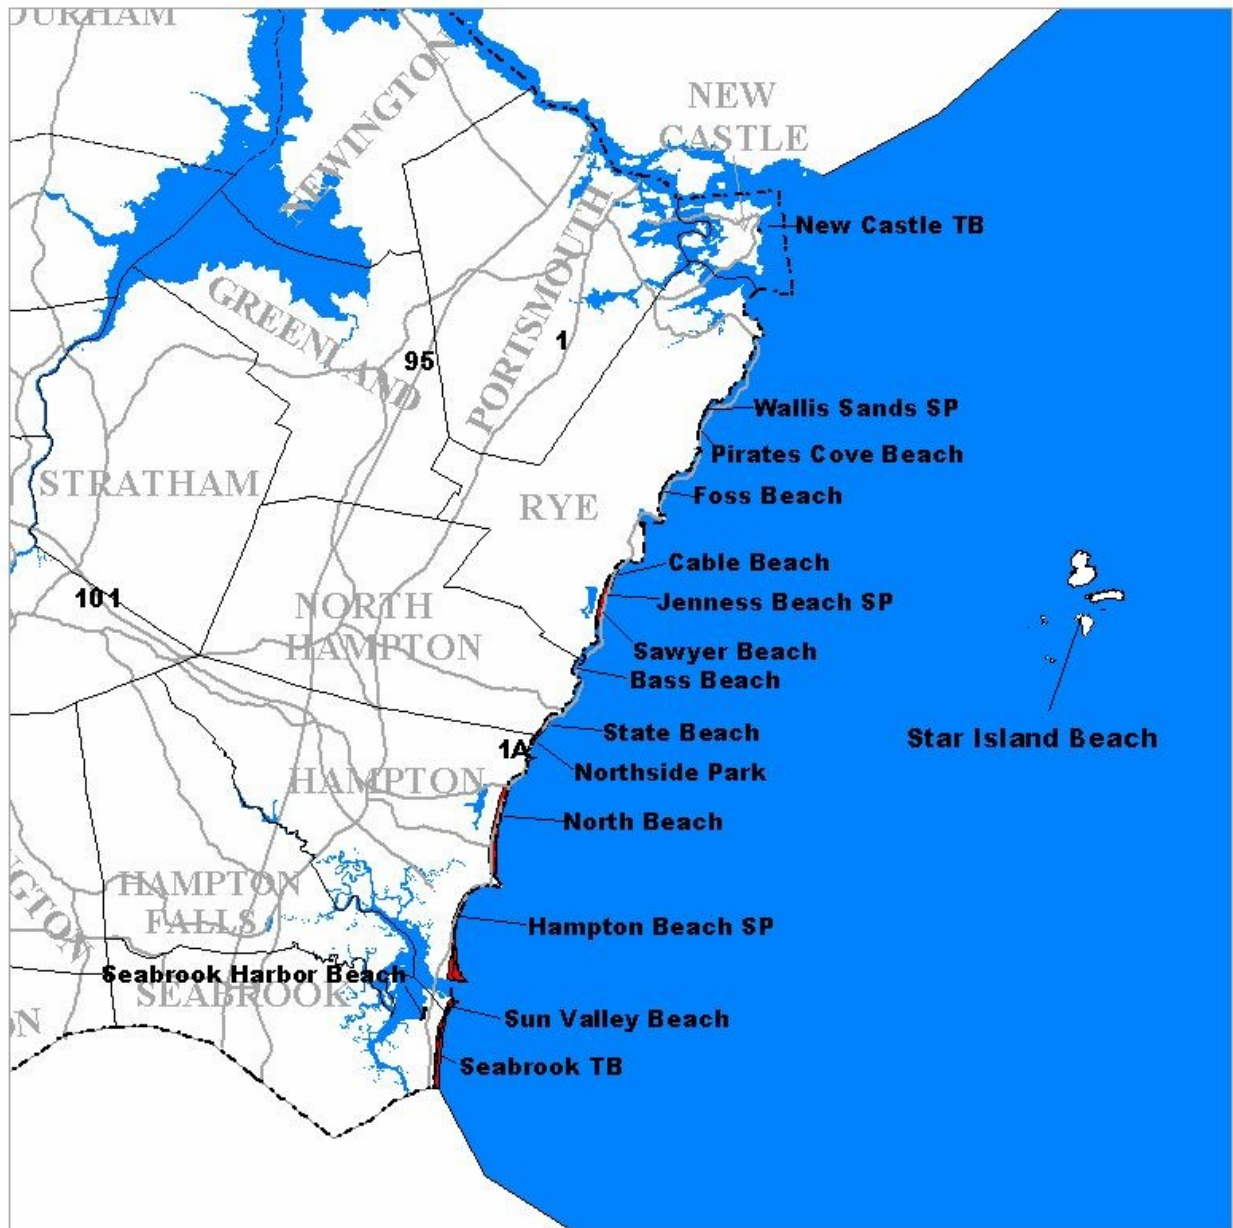 DURHAM
NEWINGTON
NEW
CASTLE
New Castle TB
PORTSMOUTH
GREENLAND
1
95
Wallis Sands SP
Pirates Cove Beach
STRATHAM
RYE
Foss Beach
Cable Beach
101
NORTH
HAMPTON
Jenness Beach SP
Sawyer Beach
Bass Beach
State Beach
Star Island Beach
1A
Northside Park
HAMPTON
North Beach
HAMPTON
FALLS
NGTON
Hampton Beach SP
Seabrook Harbor Beach
SEABROOK
ON
Sun Valley Beach
Seabrook TB